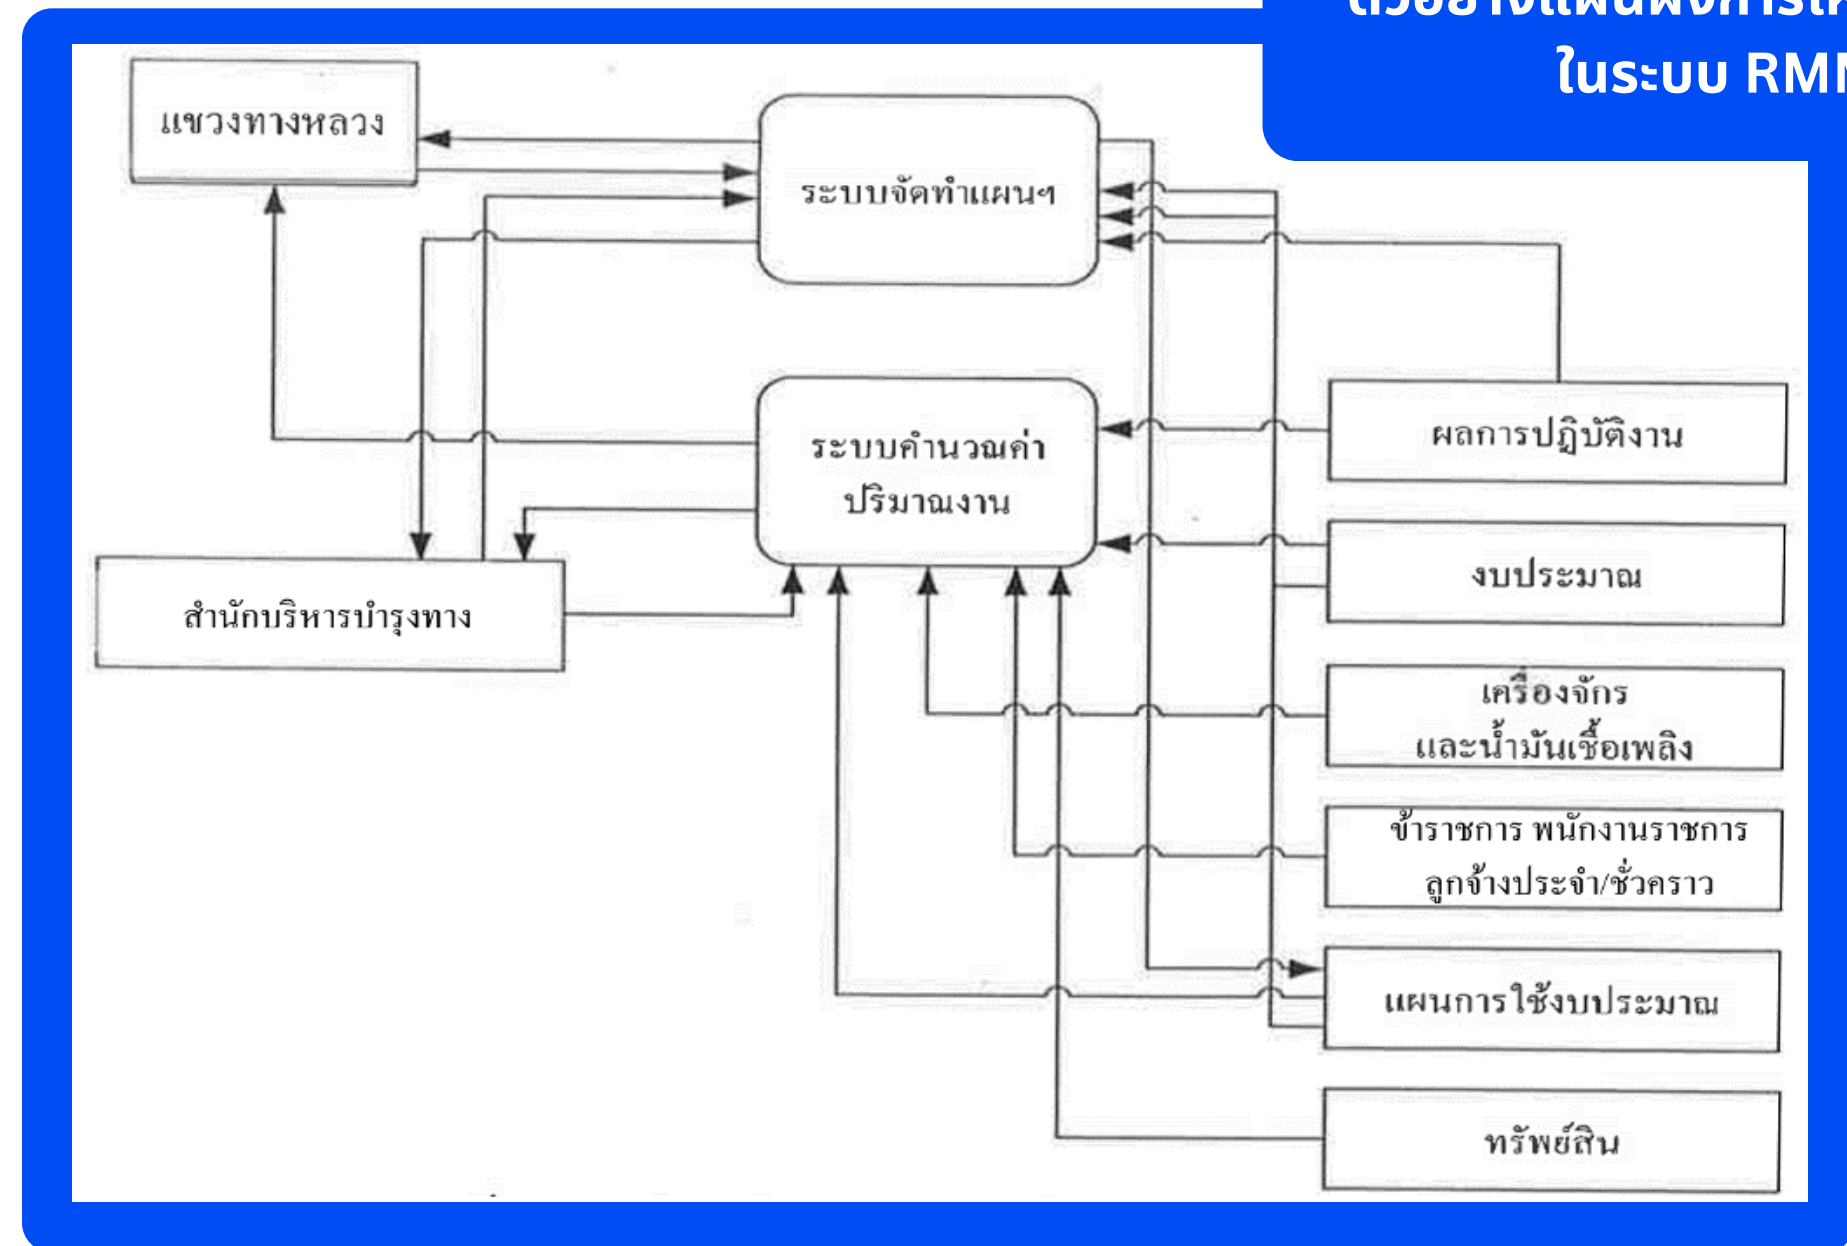 ในระบบ
แขวงทางหลวง
ระบบจัดทำแผนฯ
ระบบคำนวณค่า
ปริมาณงาน
สำนักบริหารบำรุงทาง
ผลการปฏิบัติงาน
งบประมาณ
เครื่องจักร
และน้ำมันเชื้อเพลิง
ข้าราชการ พนักงานราชการ
ลูกจ้างประจำ/ชั่วคราว
แผนการใช้งบประมาณ
ทรัพย์สิน